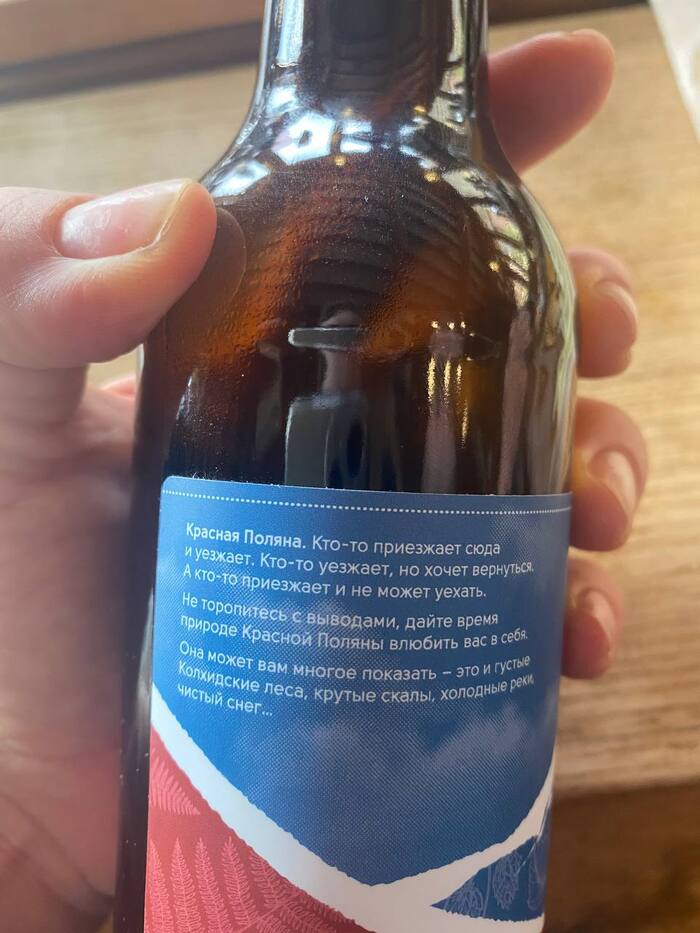 Красная Поляна. Кто-то приезжает сюда
и уезжает. Кто-то уезжает, но хочет вернуться.
А кто-то приезжает и не может уехать.
Не торопитесь с выводами, дайте время
природе Красной Поляны влюбить вас в себя.
Она может вам многое показать – это и густые
Колхидские леса, крутые скалы, холодные реки,
чистый снег...